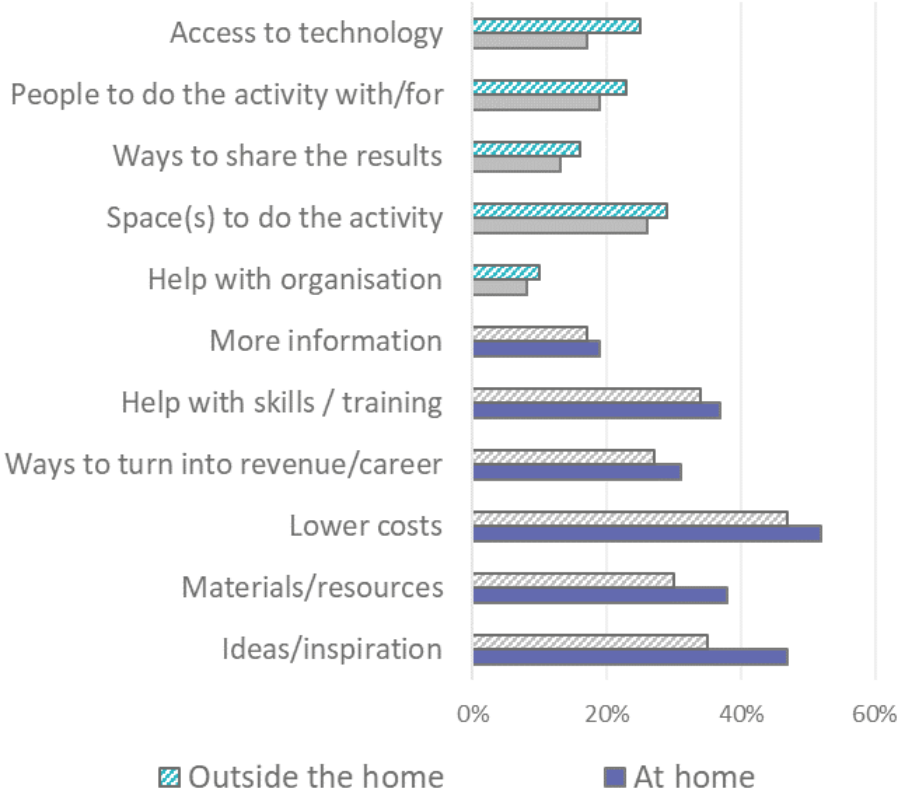 Access to technology
People to do the activity with/for
Ways to share the results
Space(s) to do the activity
Help with organisation
More information
Help with skills / training
Ways to turn into revenue/career
Lower costs
Materials/resources
Ideas/inspiration
0% 20% 40% 60%
Outside the home At home